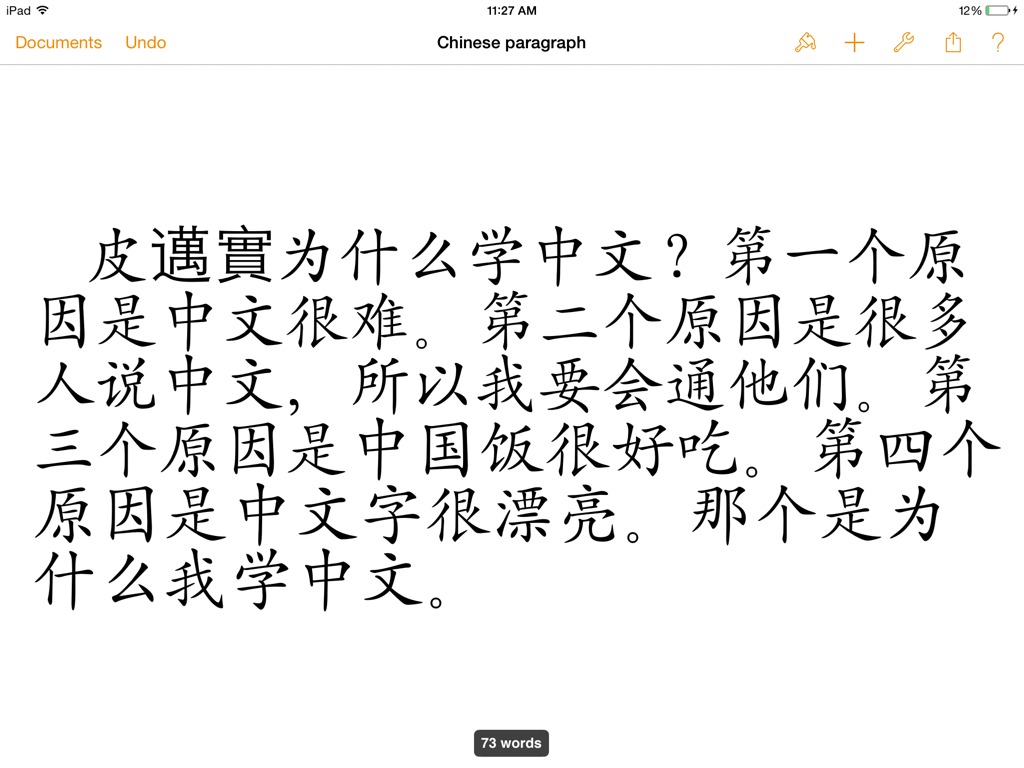 iPad 11:27 AM 12%
Documents Undo Chinese paragraph ?
皮邁寶为什么学中文？第一个原
因是中文很难。第二个原因是很多
人说中文，所以我要会通他们。第
三个原因是中国饭很好吃。第四个
原因是中文字很漂亮。那个是为
什么我学中文。
73 words